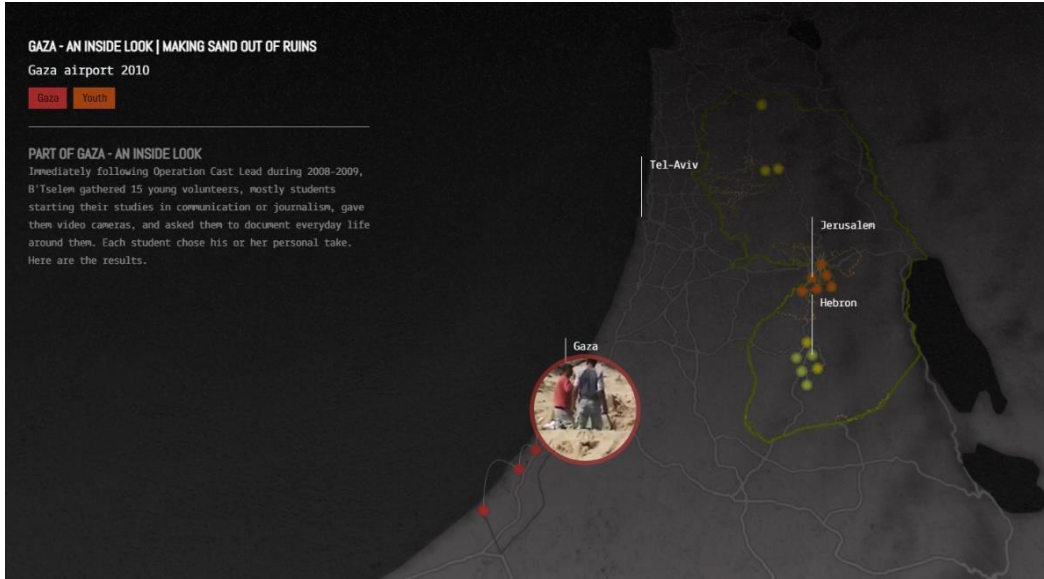 GAZA - AN INSIDE LOOK | MAKING SAND OUT OF RUINS
Gaza airport 2010
Gaza Youth
PART OF GAZA - AN INSIDE LOOK
Immediately following Operation Cast Lead during 2008-2009,
B'Tselem gathered 15 young volunteers, mostly students
starting their studies in communication or journalism, gave
them video cameras, and asked them to document everyday life
around them. Each student chose his or her personal take.
Here are the results.
Tel-Aviv
Jerusalem
Hebron
Gaza